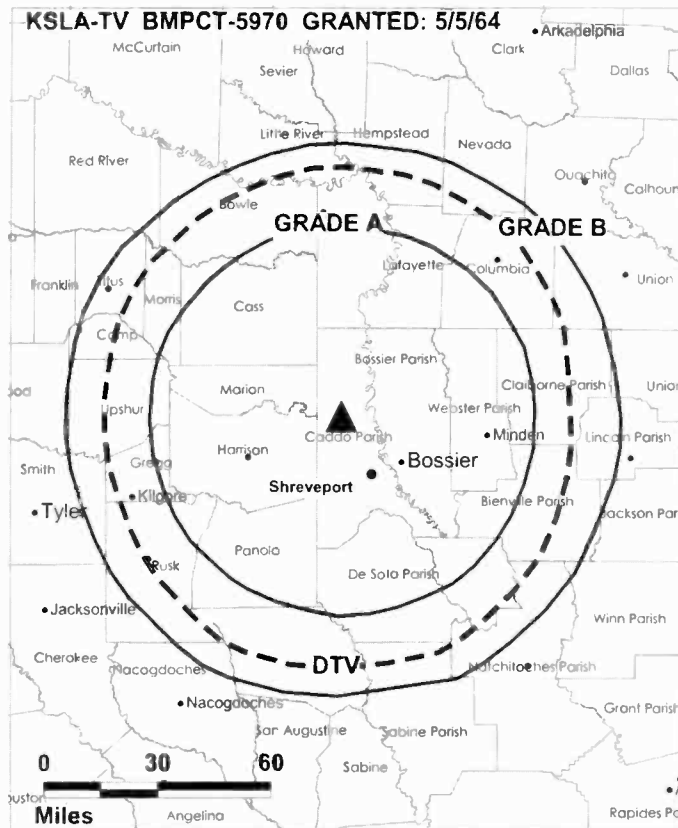 KSLA-TV BMPCT-5970 GRANTED: 5/5/64
Arkadelphia
McCurtain
Howard
Clark
Sevier
Dallas
Little River
Hempstead
Nevada
Red River
Ouachita
Calhoun
Bowie
GRADE A
GRADE B
Lafayette
Columbia
Union
Franklin
Titus
Morris
Cass
Camp
Bossier Parish
Marion
Claiborne Parish
Union
Upshur
Webster Parish
Caddo Parish
Minden
Lincoln Parish
Harrison
Smith
Gregg
Bossier
Shreveport
Kilgore
Bienville Parish
Tyler
Jackson Par
Panola
Rusk
De Soto Parish
Jacksonville
Winn Parish
Cherokee
DTV
Nacogdoches
Natchitoches Parish
Nacogdoches
Grant Parish
San Augustine
Sabine Parish
Sabine
0 30 60
Miles
Angelina
Rapides Pa